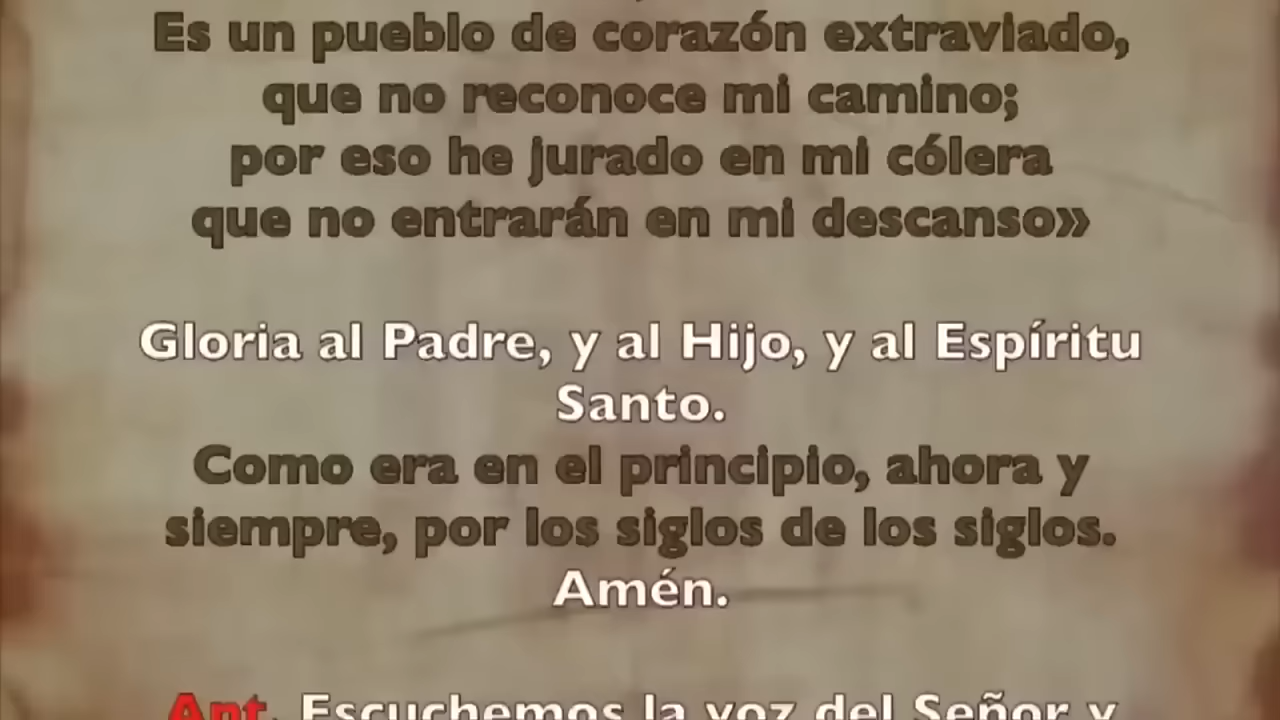 Es un pueblo de corazón extraviado,
que no reconoce mi camino;
por eso he jurado en mi cólera
que no entrarán en mi descanso»
Gloria al Padre, y al Hijo, y al Espíritu
Santo.
Como era en el principio, ahora y
siempre, por los siglos de los siglos.
Amén.
Ant. Escuchemos la voz del Señor y